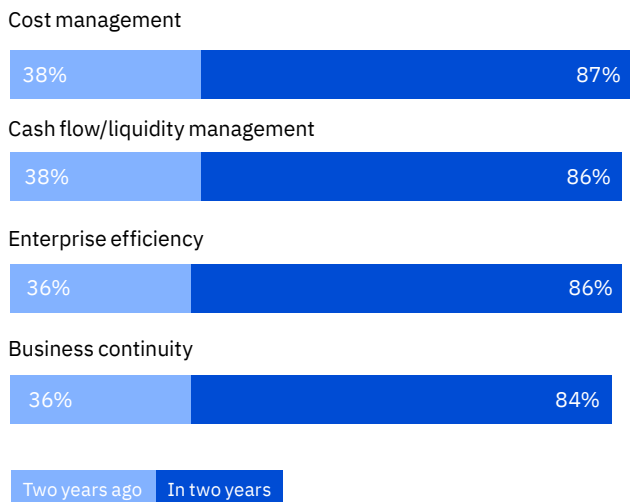 Cost management
38% 87%
Cash flow/liquidity management
38% 86%
Enterprise efficiency
36% 86%
Business continuity
36% 84%
Two years ago In two years